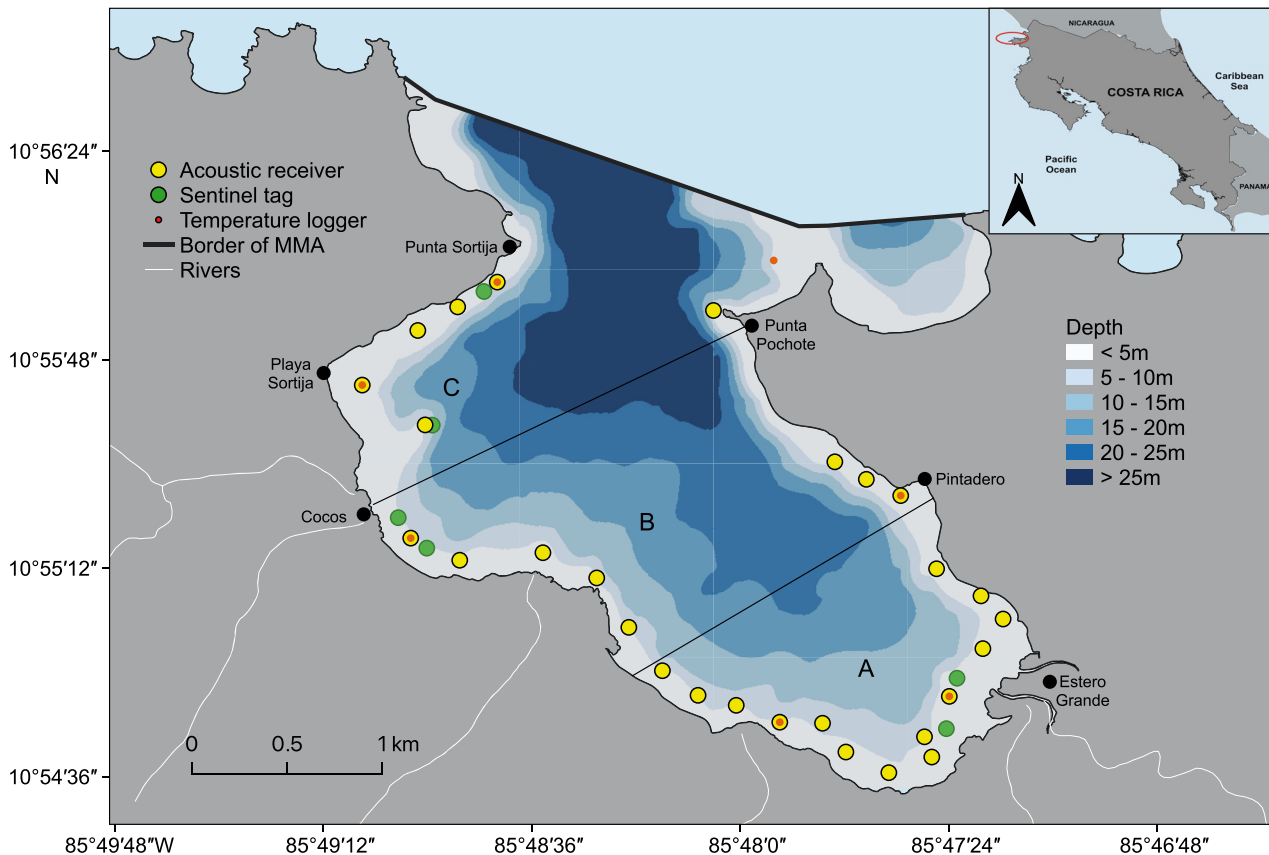 NICARAGUA
Caribbean
Sea
COSTA RICA
Pacific
Ocean
N
PANAMA
10°56′24″
N
10°55′48″
10°55′12″
10°54′36″
Acoustic receiver
Sentinel tag
Temperature logger
Border of MMA
Rivers
Punta Sortija
Punta
Pochote
Playa
Sortija
C
Depth
< 5m
5 - 10m
10 - 15m
15 - 20m
20 - 25m
> 25m
Pintadero
Cocos
B
A
Estero
Grande
0 0.5 1 km
85°49′48″W 85°49′12″ 85°48′36″ 85°48′0″ 85°47′24″ 85°46′48″